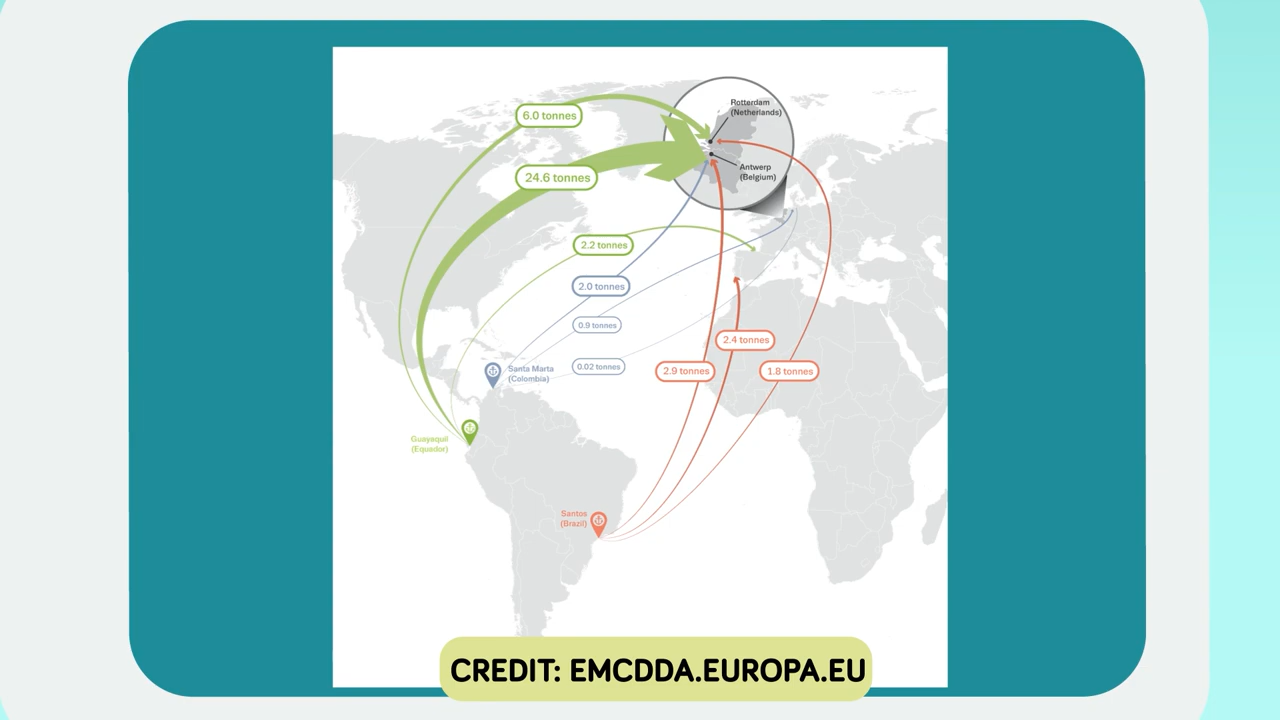 Rotterdam
(Netherlands)
6.0 tonnes
Antwerp
(Belgium)
24.6 tonnes
2.2 tonnes
2.0 tonnes
0.9 tonnes
2.4 tonnes
0.02 tonnes
2.9 tonnes
1.8 tonnes
Santa Marta
(Colombia)
Guayaquil
(Equador)
Santos
(Brazil)
CREDIT: EMCDDA.EUROPA.EU